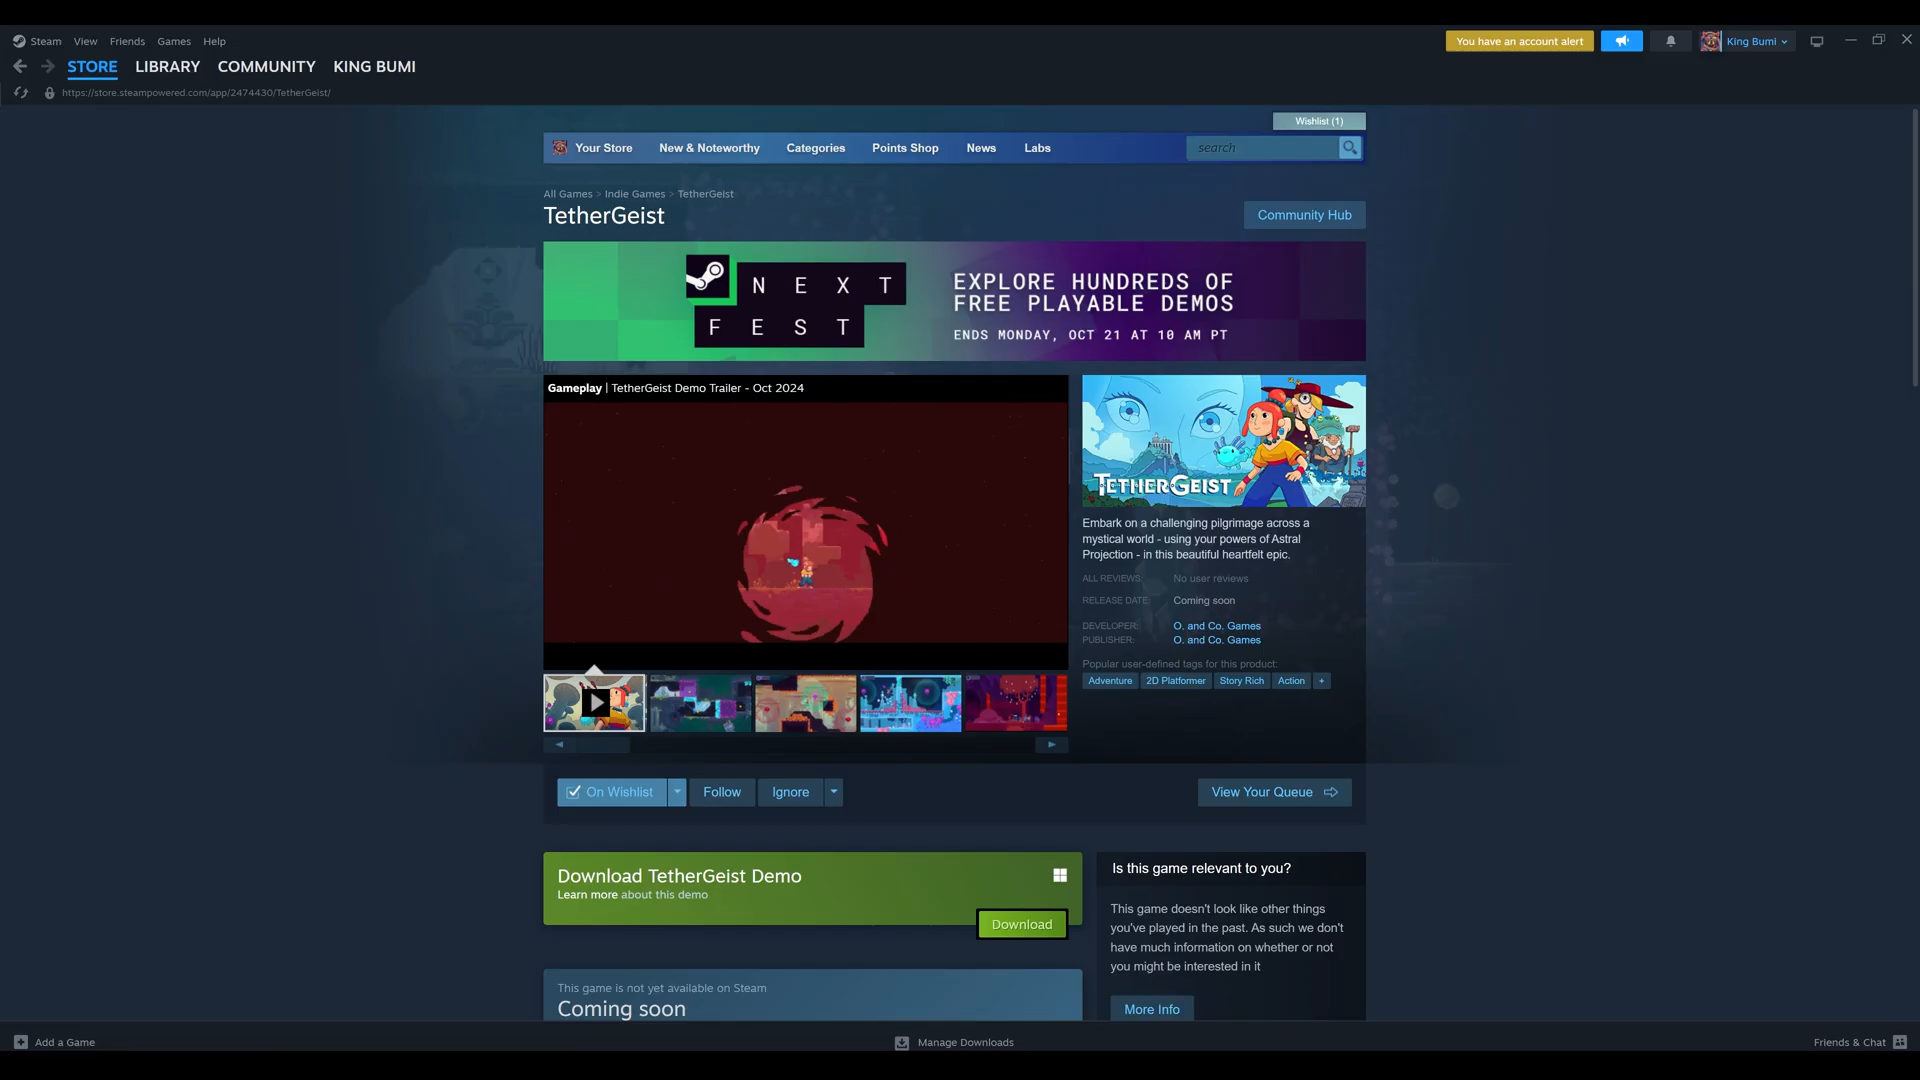 Steam View Friends Games Help
You have an account alert
King Bumi
STORE LIBRARY COMMUNITY KING BUMI
https://store.steampowered.com/app/2474430/TetherGeist/
Wishlist (1)
Your Store New & Noteworthy Categories Points Shop News Labs
search
All Games > Indie Games > TetherGeist
TetherGeist
Community Hub
NEXT
FEST
EXPLORE HUNDREDS OF
FREE PLAYABLE DEMOS
ENDS MONDAY, OCT 21 AT 10 AM PT
Gameplay | TetherGeist Demo Trailer - Oct 2024
TETHERGEIST
Embark on a challenging pilgrimage across a
mystical world - using your powers of Astral
Projection - in this beautiful heartfelt epic.
ALL REVIEWS: No user reviews
RELEASE DATE: Coming soon
DEVELOPER: O. and Co. Games
PUBLISHER: O. and Co. Games
Popular user-defined tags for this product:
Adventure 2D Platformer Story Rich Action +
On Wishlist Follow Ignore
View Your Queue
Download TetherGeist Demo
Learn more about this demo
Download
Is this game relevant to you?
This game doesn't look like other things
you've played in the past. As such we don't
have much information on whether or not
you might be interested in it
More Info
This game is not yet available on Steam
Coming soon
Add a Game
Manage Downloads
Friends & Chat